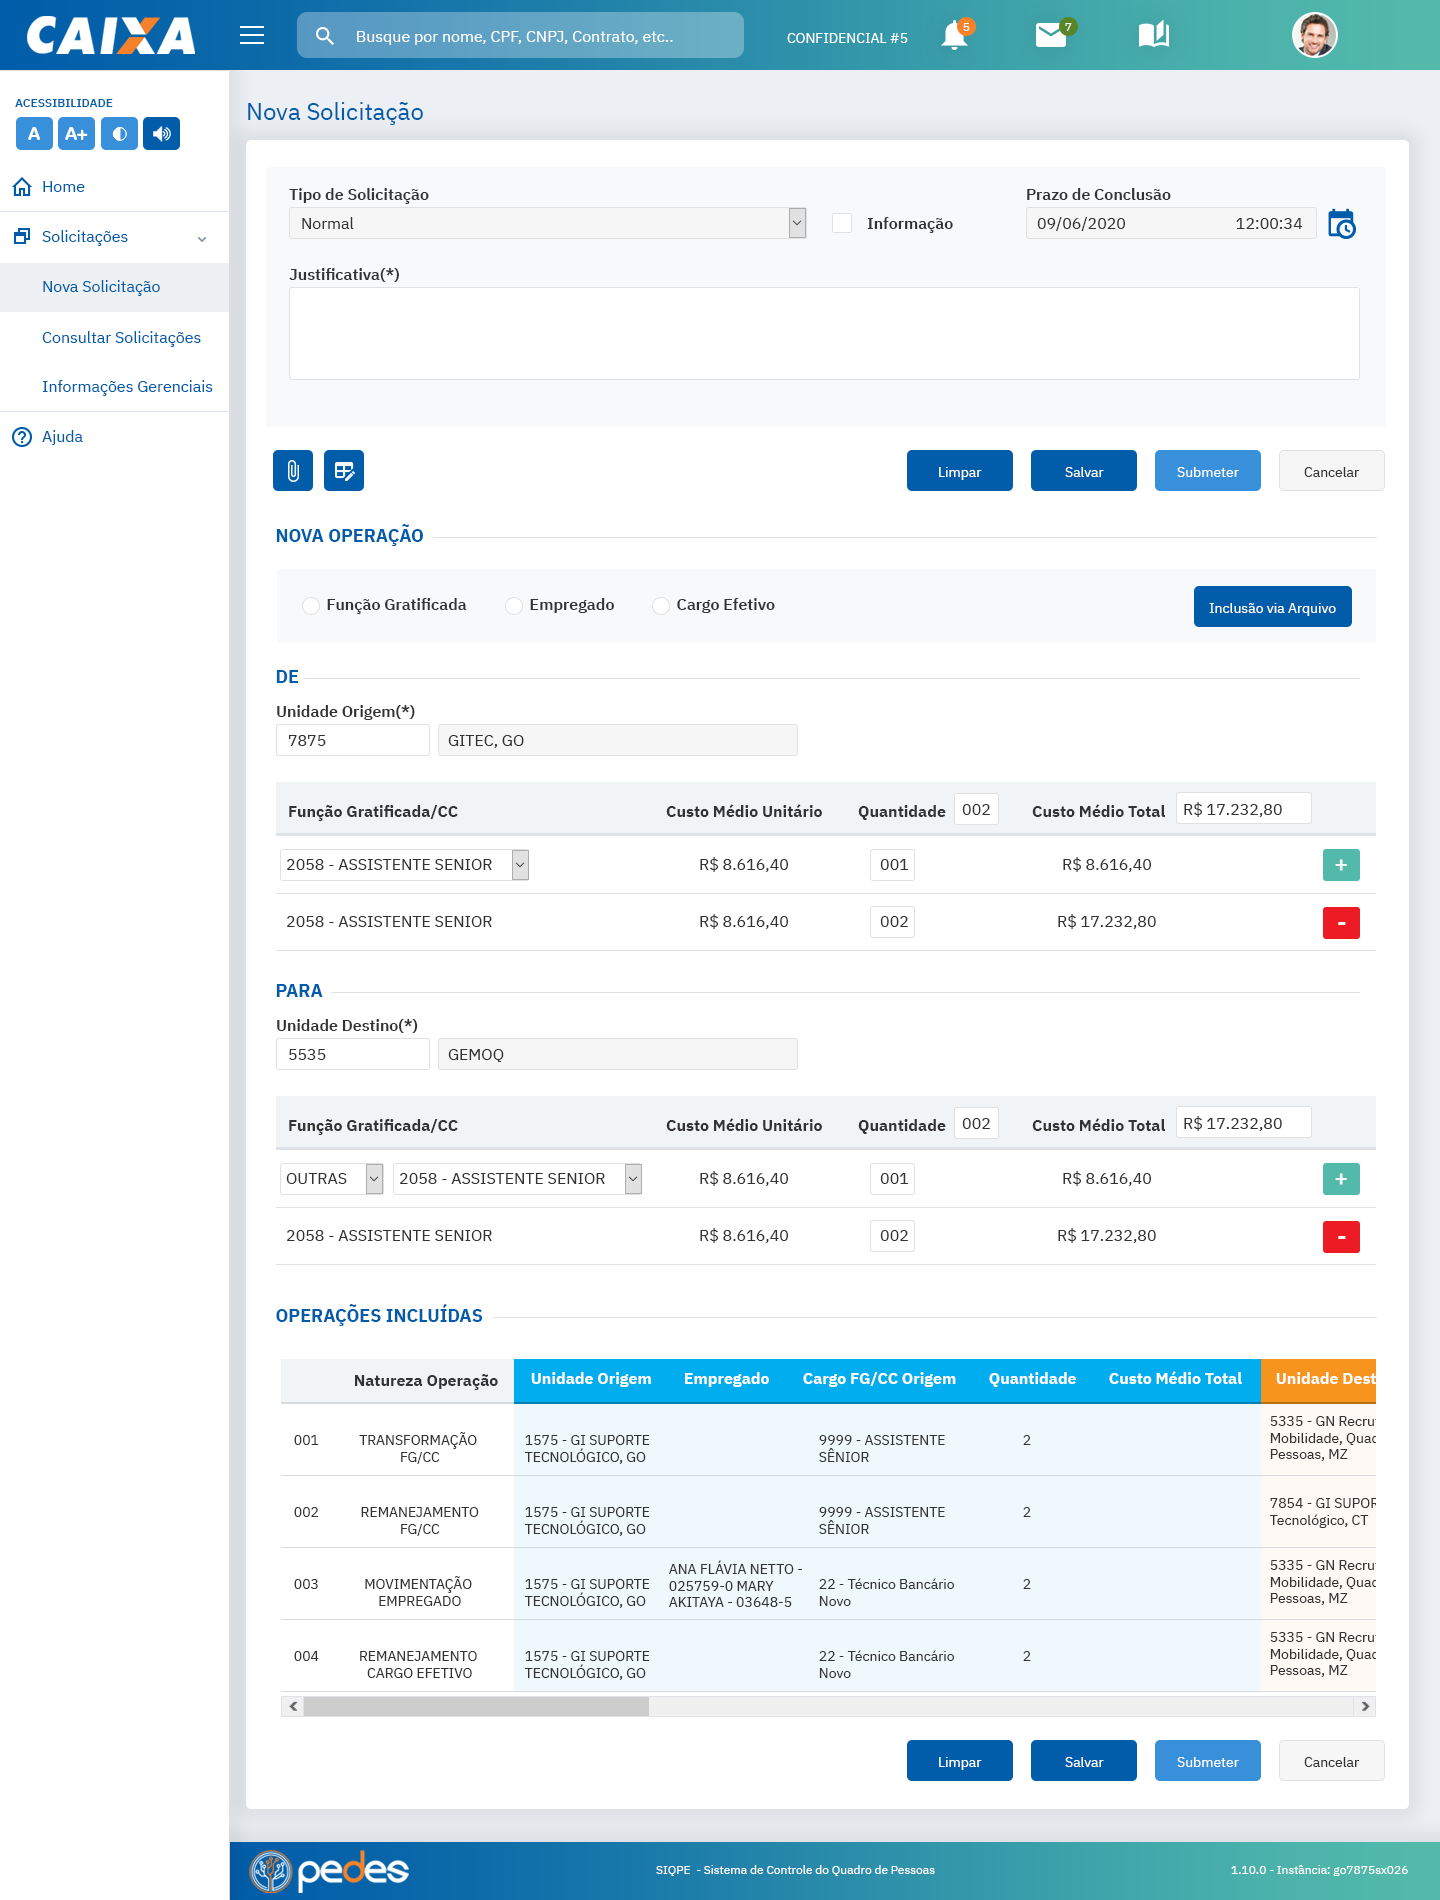 CAIXA
Busque por nome, CPF, CNPJ, Contrato, etc..
CONFIDENCIAL #5
5
7
ACESSIBILIDADE
A A+
Home
Solicitações
Nova Solicitação
Consultar Solicitações
Informações Gerenciais
Ajuda
Nova Solicitação
Tipo de Solicitação
Normal
Informação
Prazo de Conclusão
09/06/2020 12:00:34
Justificativa(*)
Limpar Salvar Submeter Cancelar
NOVA OPERAÇÃO
Função Gratificada Empregado Cargo Efetivo Inclusão via Arquivo
DE
Unidade Origem(*)
7875 GITEC, GO
Função Gratificada/CC Custo Médio Unitário Quantidade 002 Custo Médio Total R$ 17.232,80
2058 - ASSISTENTE SENIOR R$ 8.616,40 001 R$ 8.616,40 +
2058 - ASSISTENTE SENIOR R$ 8.616,40 002 R$ 17.232,80 -
PARA
Unidade Destino(*)
5535 GEMOQ
Função Gratificada/CC Custo Médio Unitário Quantidade 002 Custo Médio Total R$ 17.232,80
OUTRAS 2058 - ASSISTENTE SENIOR R$ 8.616,40 001 R$ 8.616,40 +
2058 - ASSISTENTE SENIOR R$ 8.616,40 002 R$ 17.232,80 -
OPERAÇÕES INCLUÍDAS
Natureza Operação Unidade Origem Empregado Cargo FG/CC Origem Quantidade Custo Médio Total Unidade Dest
001
TRANSFORMAÇÃO
FG/CC
1575 - GI SUPORTE
TECNOLÓGICO, GO
9999 - ASSISTENTE
SÊNIOR
2
5335 - GN Recru
Mobilidade, Quad
Pessoas, MZ
002
REMANEJAMENTO
FG/CC
1575 - GI SUPORTE
TECNOLÓGICO, GO
9999 - ASSISTENTE
SÊNIOR
2
7854 - GI SUPOR
Tecnológico, CT
003
MOVIMENTAÇÃO
EMPREGADO
1575 - GI SUPORTE
TECNOLÓGICO, GO
ANA FLÁVIA NETTO -
025759-0 MARY
AKITAYA - 03648-5
22 - Técnico Bancário
Novo
2
5335 - GN Recru
Mobilidade, Quad
Pessoas, MZ
004
REMANEJAMENTO
CARGO EFETIVO
1575 - GI SUPORTE
TECNOLÓGICO, GO
22 - Técnico Bancário
Novo
2
5335 - GN Recru
Mobilidade, Quad
Pessoas, MZ
Limpar Salvar Submeter Cancelar
pedes
SIQPE - Sistema de Controle do Quadro de Pessoas
1.10.0 - Instância: go7875sx026